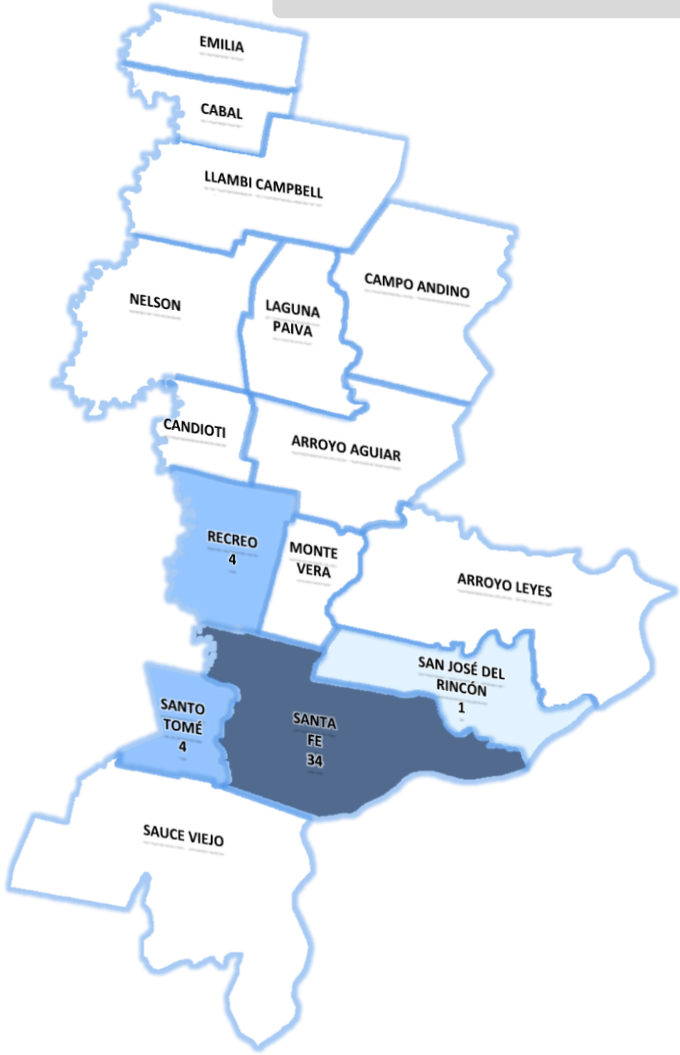 EMILIA
CABAL
LLAMBI CAMPBELL
CAMPO ANDINO
NELSON
LAGUNA
PAIVA
CANDIOTI
ARROYO AGUIAR
RECREO
4
MONTE
VERA
ARROYO LEYES
SAN JOSÉ DEL
RINCÓN
1
SANTO
TOMÉ
4
SANTA
FE
34
SAUCE VIEJO